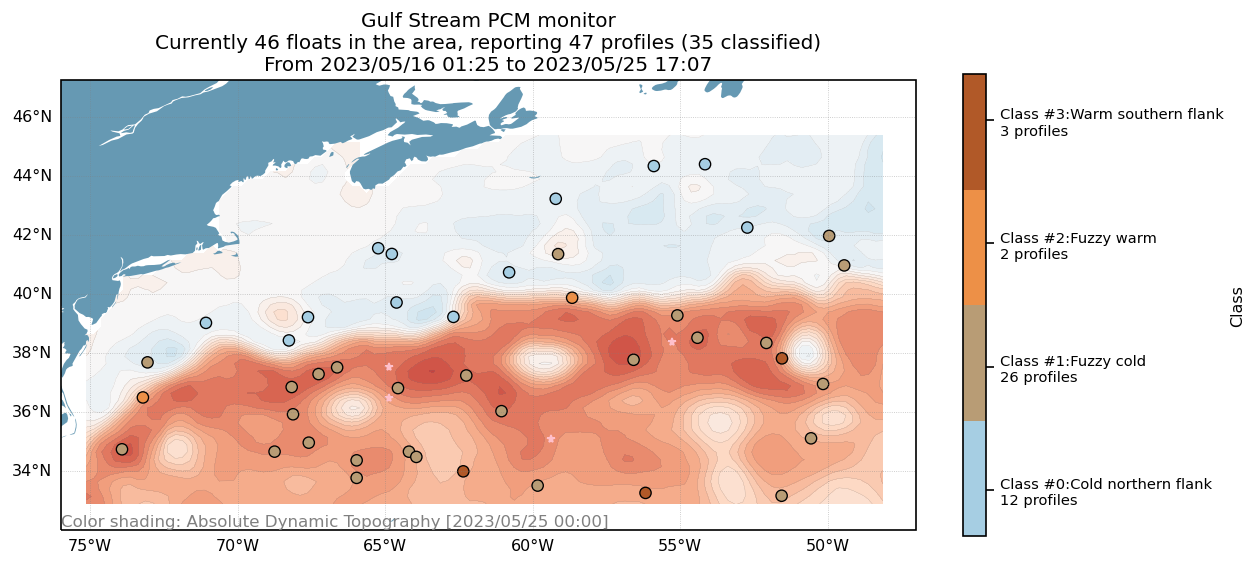 Gulf Stream PCM monitor
Currently 46 floats in the area, reporting 47 profiles (35 classified)
From 2023/05/16 01:25 to 2023/05/25 17:07
46°N
44°N
42°N
40°N
38°N
36°N
34°N
Color shading: Absolute Dynamic Topography [2023/05/25 00:00]
75°W
70°W
65°W
60°W
55°W
50°W
Class #3:Warm southern flank
3 profiles
Class #2:Fuzzy warm
2 profiles
Class #1:Fuzzy cold
26 profiles
Class #0:Cold northern flank
12 profiles
Class